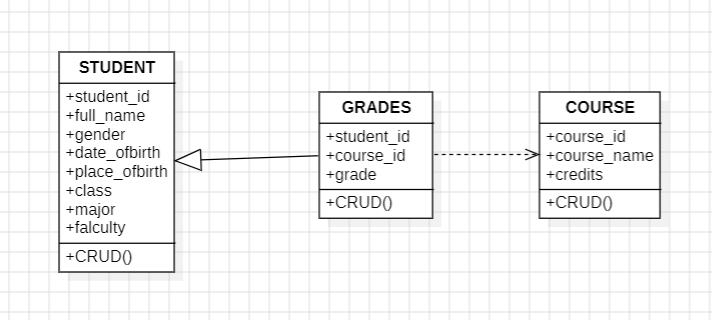 STUDENT
+student_id
+full_name
+gender
+date_ofbirth
+place_ofbirth
+class
+major
+falculty
+CRUD()
GRADES
+student_id
+course_id
+grade
+CRUD()
COURSE
+course_id
+course_name
+credits
+CRUD()